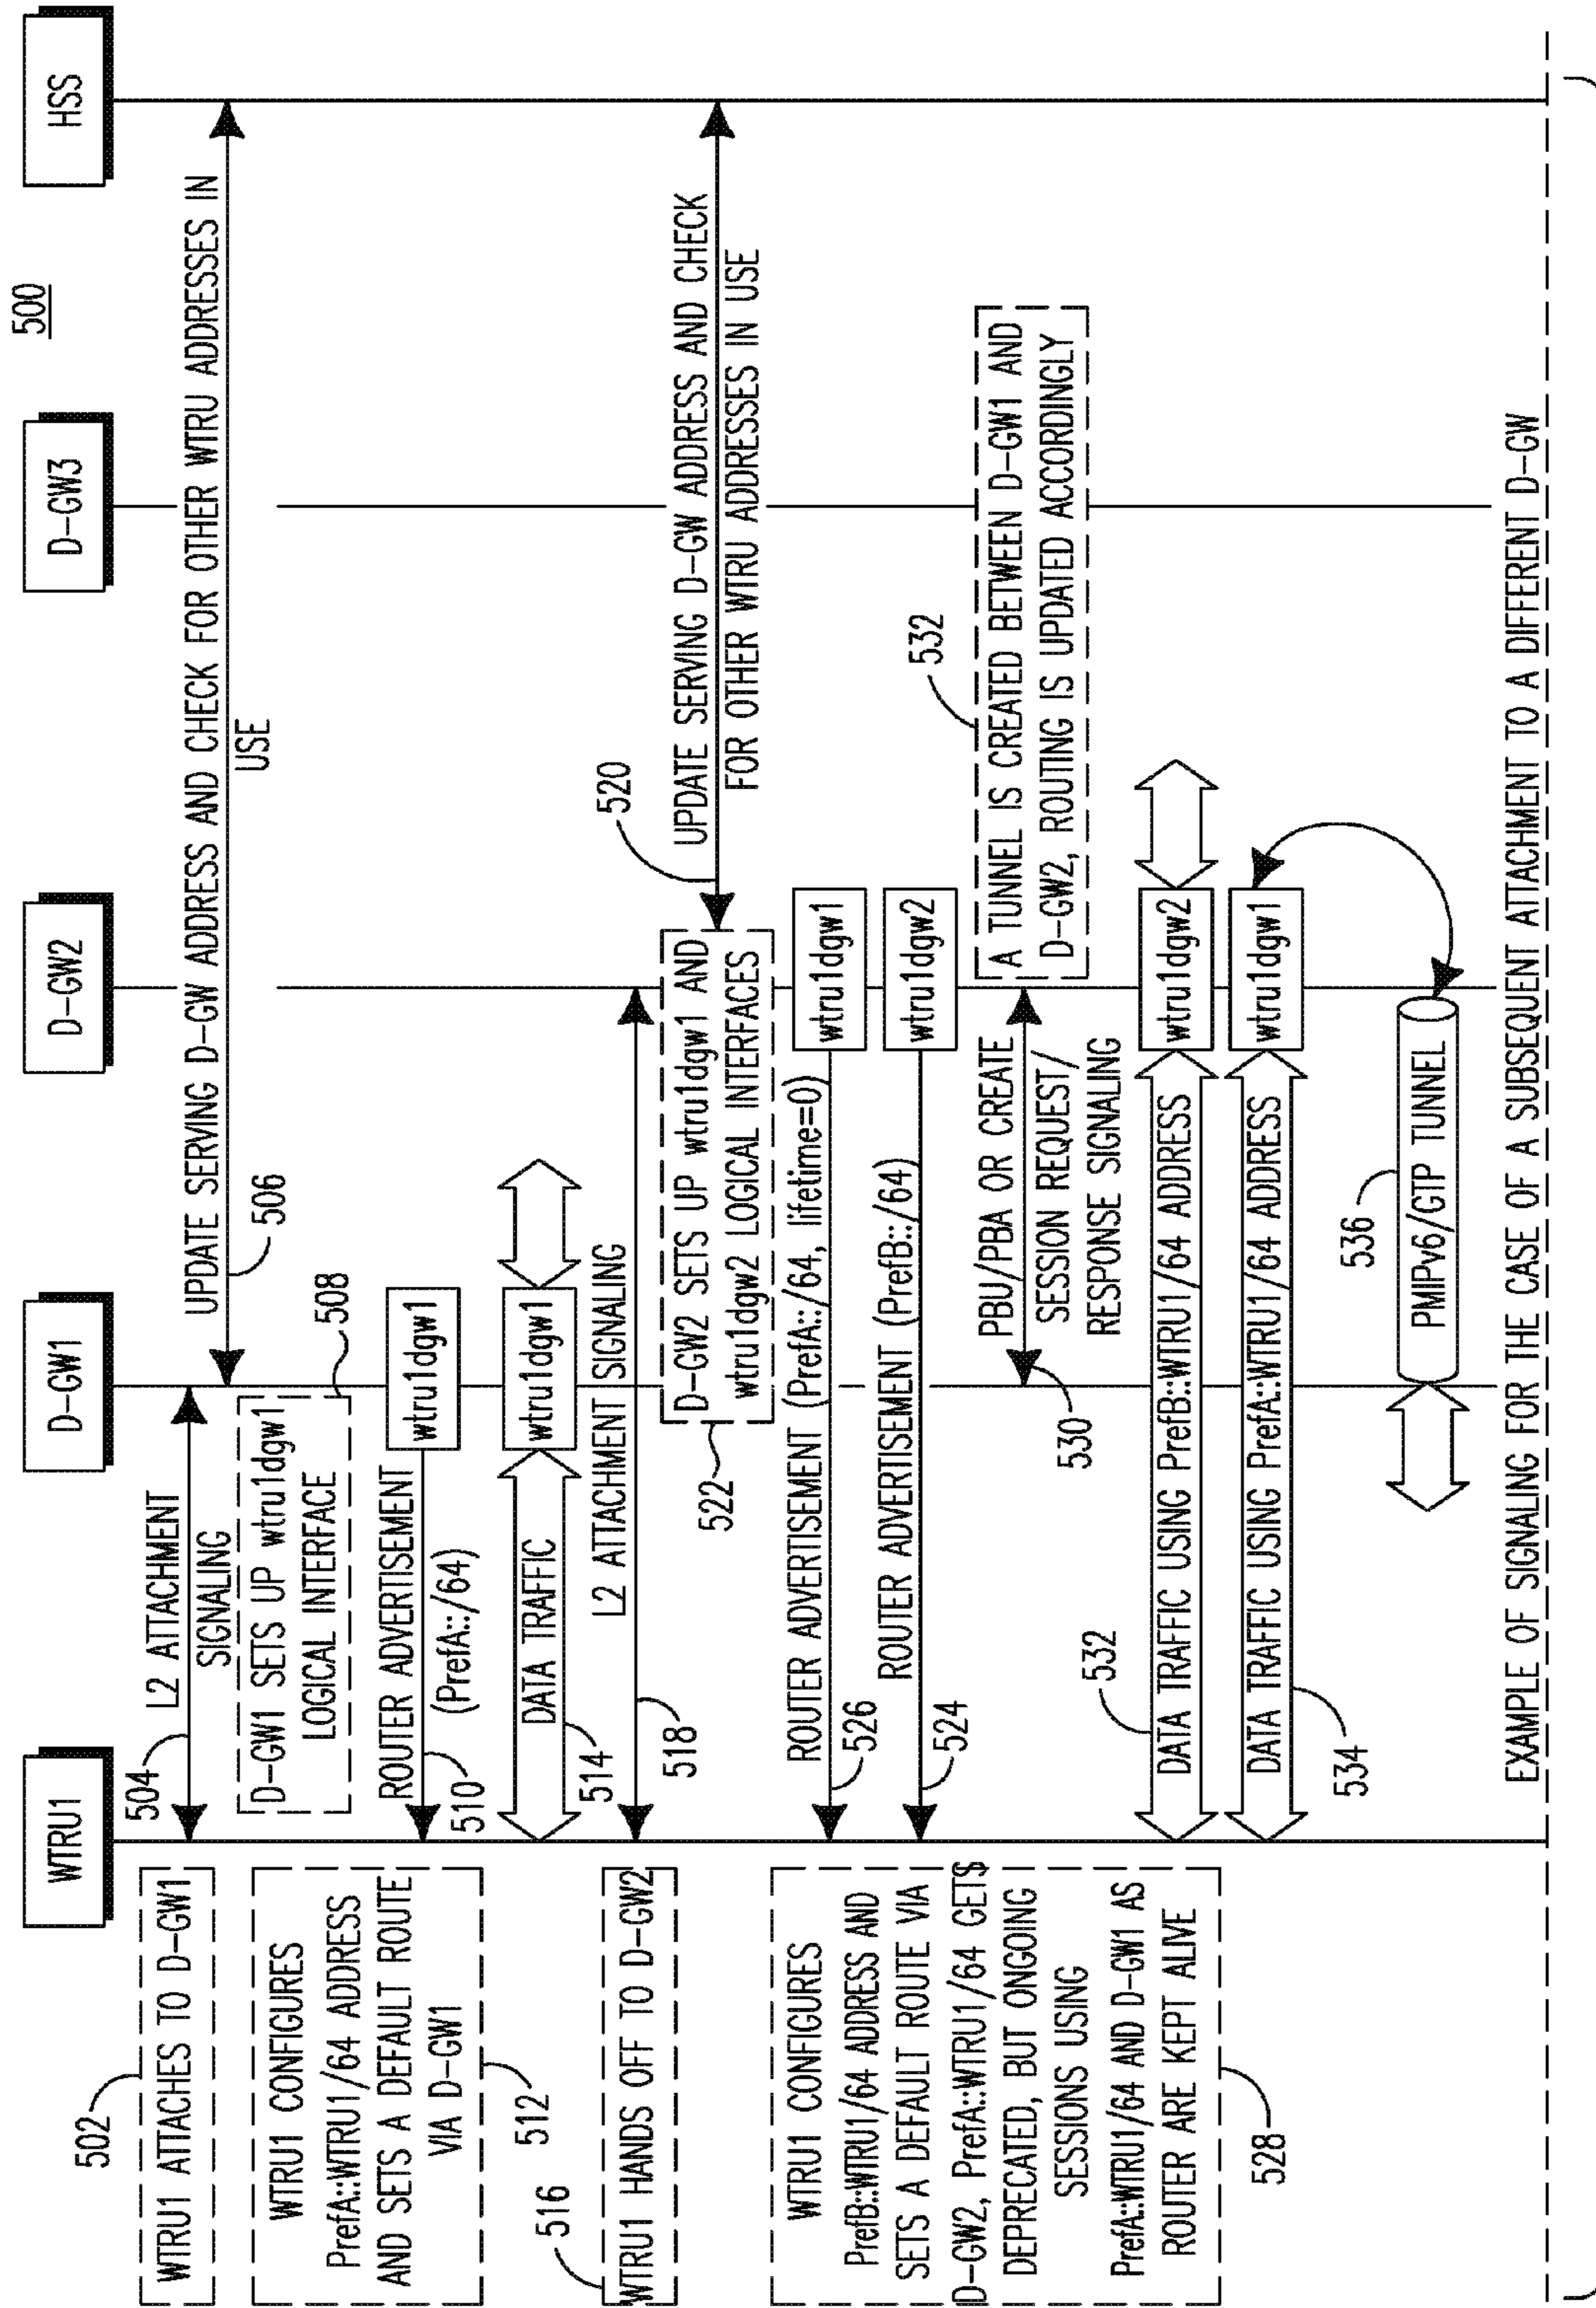 500
WTRU1
D-GW1
D-GW2
D-GW3
HSS
502
WTRU1 ATTACHES TO D-GW1
504
L2 ATTACHMENT
SIGNALING
UPDATE SERVING D-GW ADDRESS AND CHECK FOR OTHER WTRU ADDRESSES IN
USE
506
D-GW1 SETS UP wtru1dgw1
LOGICAL INTERFACE
508
WTRU1 CONFIGURES
PrefA::WTRU1/64 ADDRESS
AND SETS A DEFAULT ROUTE
VIA D-GW1
512
ROUTER ADVERTISEMENT
(PrefA::/64)
510
wtru1dgw1
DATA TRAFFIC
514
wtru1dgw1
516
WTRU1 HANDS OFF TO D-GW2
L2 ATTACHMENT SIGNALING
518
520
UPDATE SERVING D-GW ADDRESS AND CHECK
FOR OTHER WTRU ADDRESSES IN USE
D-GW2 SETS UP wtru1dgw1 AND
wtru1dgw2 LOGICAL INTERFACES
522
ROUTER ADVERTISEMENT (PrefA::/64, lifetime=0)
526
wtru1dgw1
ROUTER ADVERTISEMENT (PrefB::/64)
524
wtru1dgw2
WTRU1 CONFIGURES
PrefB::WTRU1/64 ADDRESS AND
SETS A DEFAULT ROUTE VIA
D-GW2, PrefA::WTRU1/64 GETS
DEPRECATED, BUT ONGOING
SESSIONS USING
PrefA::WTRU1/64 AND D-GW1 AS
ROUTER ARE KEPT ALIVE
528
PBU/PBA OR CREATE
SESSION REQUEST/
RESPONSE SIGNALING
530
532
A TUNNEL IS CREATED BETWEEN D-GW1 AND
D-GW2, ROUTING IS UPDATED ACCORDINGLY
532
DATA TRAFFIC USING PrefB::WTRU1/64 ADDRESS
wtru1dgw2
DATA TRAFFIC USING PrefA::WTRU1/64 ADDRESS
wtru1dgw1
534
536
PMIPv6/GTP TUNNEL
EXAMPLE OF SIGNALING FOR THE CASE OF A SUBSEQUENT ATTACHMENT TO A DIFFERENT D-GW